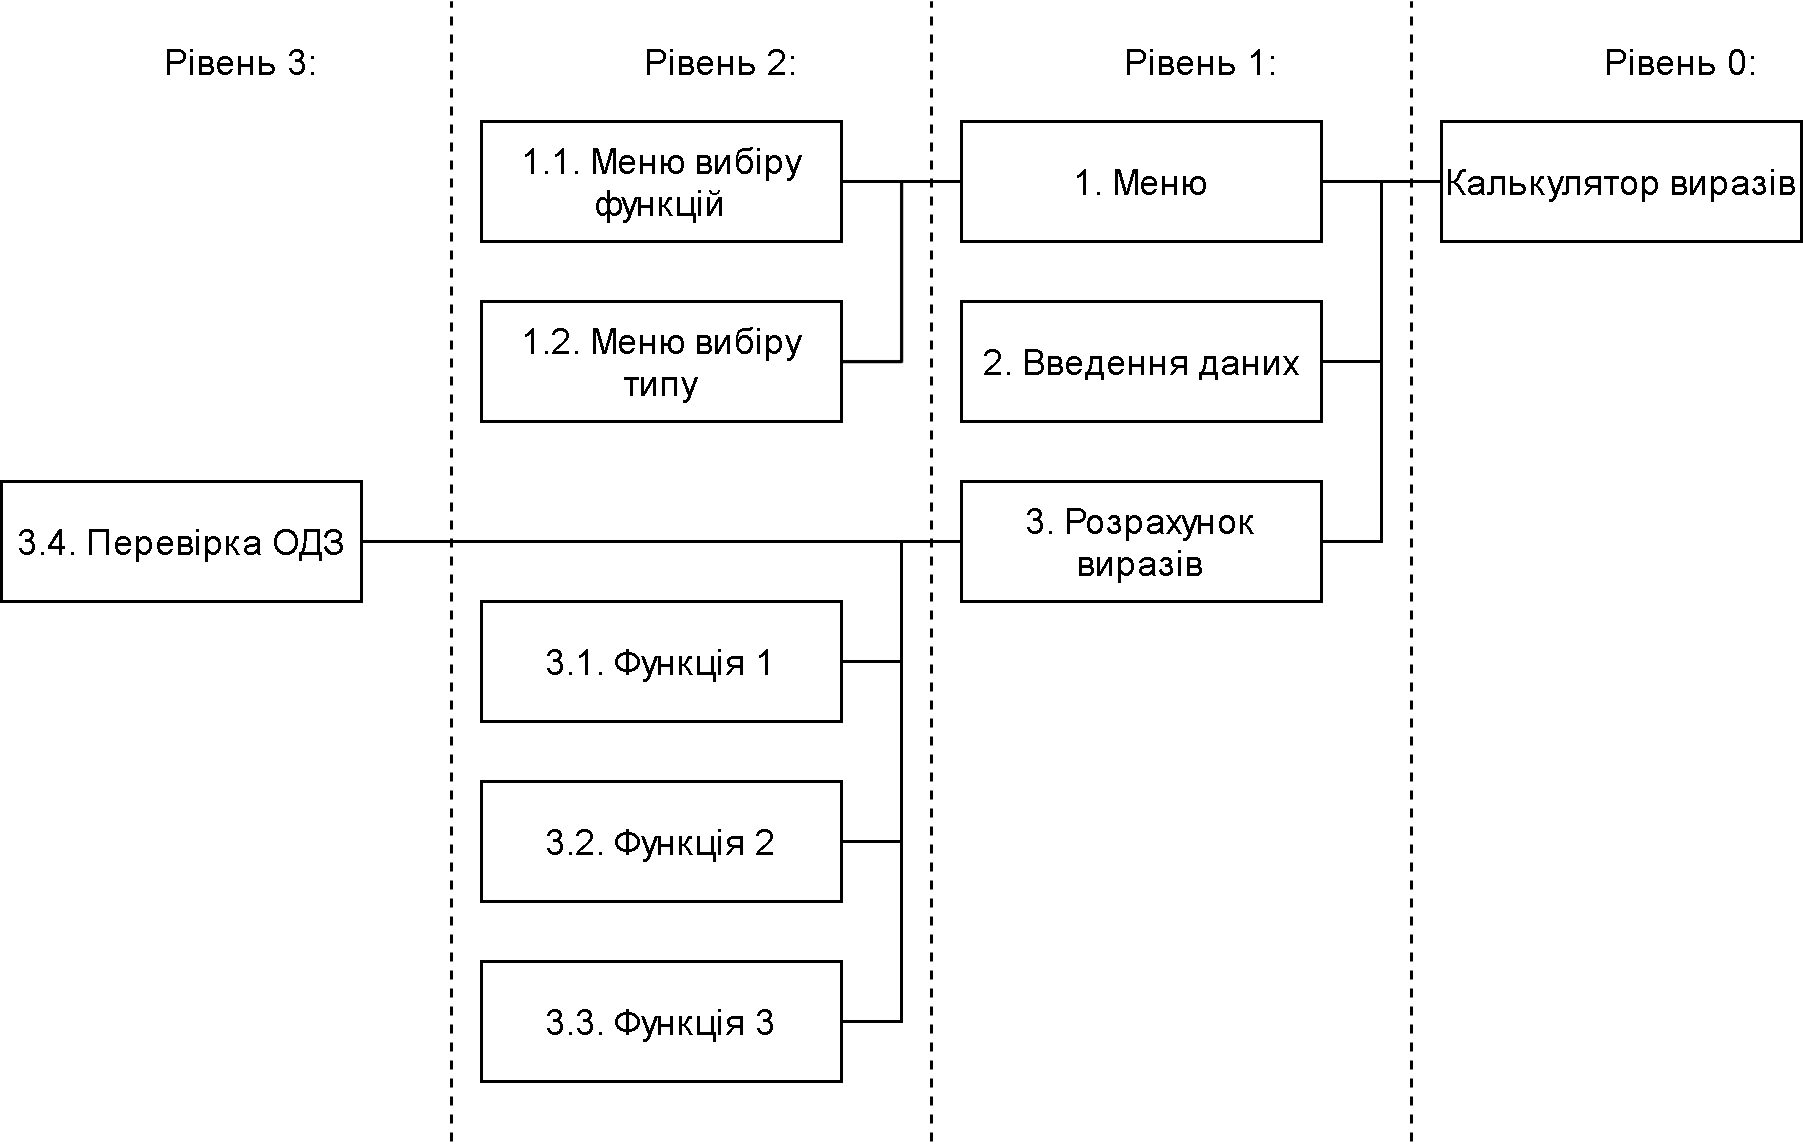 Рівень 3:
Рівень 2:
Рівень 1:
Рівень 0:
1.1. Меню вибіру
функцій
1. Меню
Калькулятор виразів
1.2. Меню вибіру
типу
2. Введення даних
3.4. Перевірка ОДЗ
3. Розрахунок
виразів
3.1. Функція 1
3.2. Функція 2
3.3. Функція 3